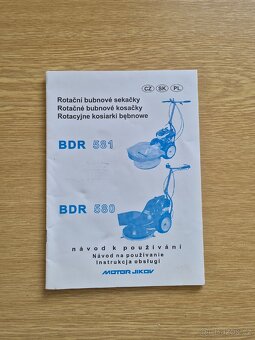 CZ SK PL
Rotační bubnové sekačky
Rotačné bubnové kosačky
Rotacyjne kosiarki bębnowe
BDR 581
BDR 580
návod k používání
Návod na používanie
Instrukcja obsługi
MOTOR JIKOV